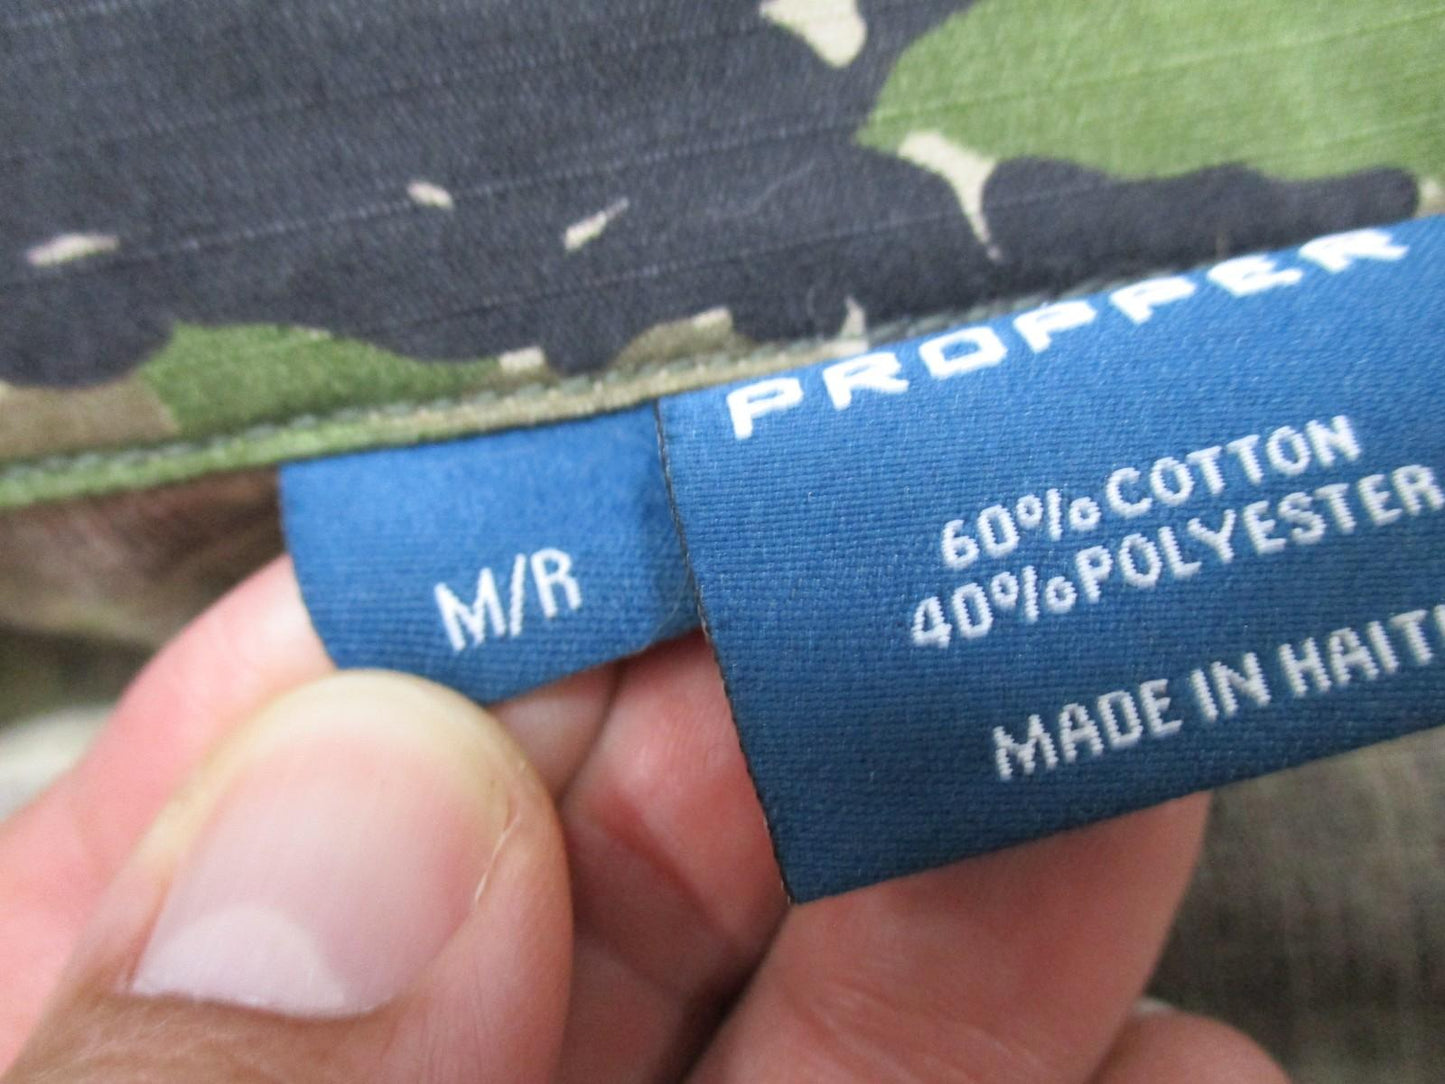 PROPPER
M/R
60% COTTON
40% POLYESTER
MADE IN HAITI